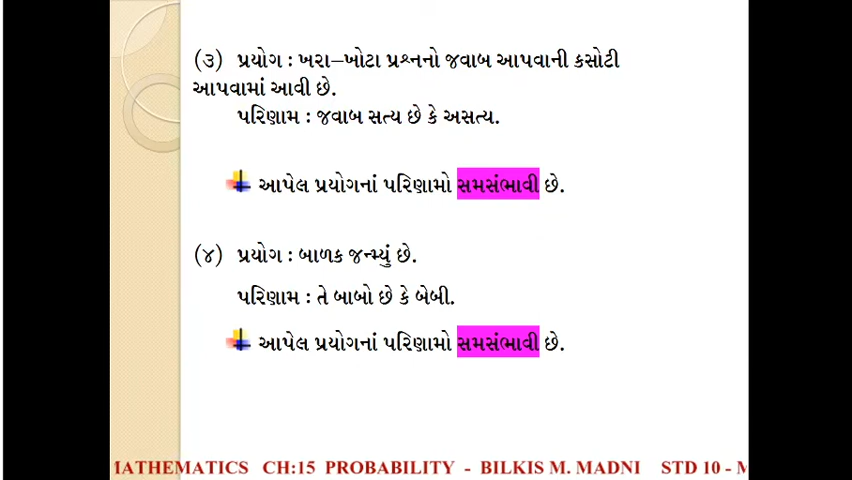 (૩) પ્રયોગ : ખરા–ખોટા પ્રશ્નનો જવાબ આપવાની કસોટી
આપવામાં આવી છે.
પરિણામ : જવાબ સત્ય છે કે અસત્ય.
આપેલ પ્રયોગનાં પરિણામો સમસંભાવી છે.
(૪) પ્રયોગ : બાળક જન્મ્યું છે.
પરિણામ : તે બાબો છે કે બેબી.
આપેલ પ્રયોગનાં પરિણામો સમસંભાવી છે.
MATHEMATICS CH:15 PROBABILITY - BILKIS M. MADNI STD 10 - M